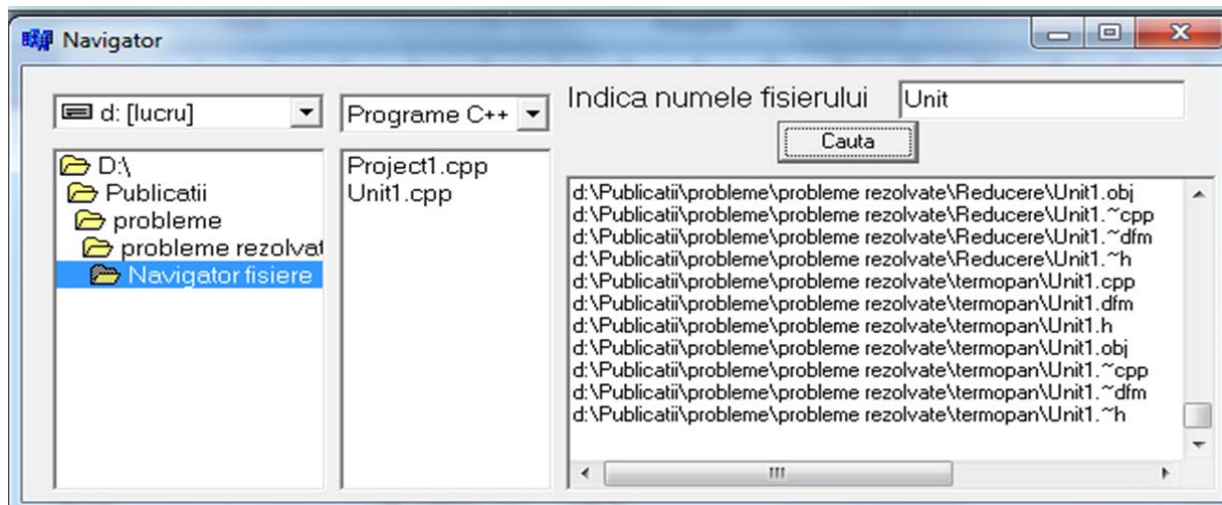 Navigator
d: [lucru]
Programe C++
Indica numele fisierului
Unit
Cauta
D:\
Publicatii
probleme
probleme rezolvat
Navigator fisiere
Project1.cpp
Unit1.cpp
d:\Publicatii\probleme\probleme rezolvate\Reducere\Unit1.obj
d:\Publicatii\probleme\probleme rezolvate\Reducere\Unit1.~cpp
d:\Publicatii\probleme\probleme rezolvate\Reducere\Unit1.~dfm
d:\Publicatii\probleme\probleme rezolvate\Reducere\Unit1.~h
d:\Publicatii\probleme\probleme rezolvate\termopan\Unit1.cpp
d:\Publicatii\probleme\probleme rezolvate\termopan\Unit1.dfm
d:\Publicatii\probleme\probleme rezolvate\termopan\Unit1.h
d:\Publicatii\probleme\probleme rezolvate\termopan\Unit1.obj
d:\Publicatii\probleme\probleme rezolvate\termopan\Unit1.~cpp
d:\Publicatii\probleme\probleme rezolvate\termopan\Unit1.~dfm
d:\Publicatii\probleme\probleme rezolvate\termopan\Unit1.~h